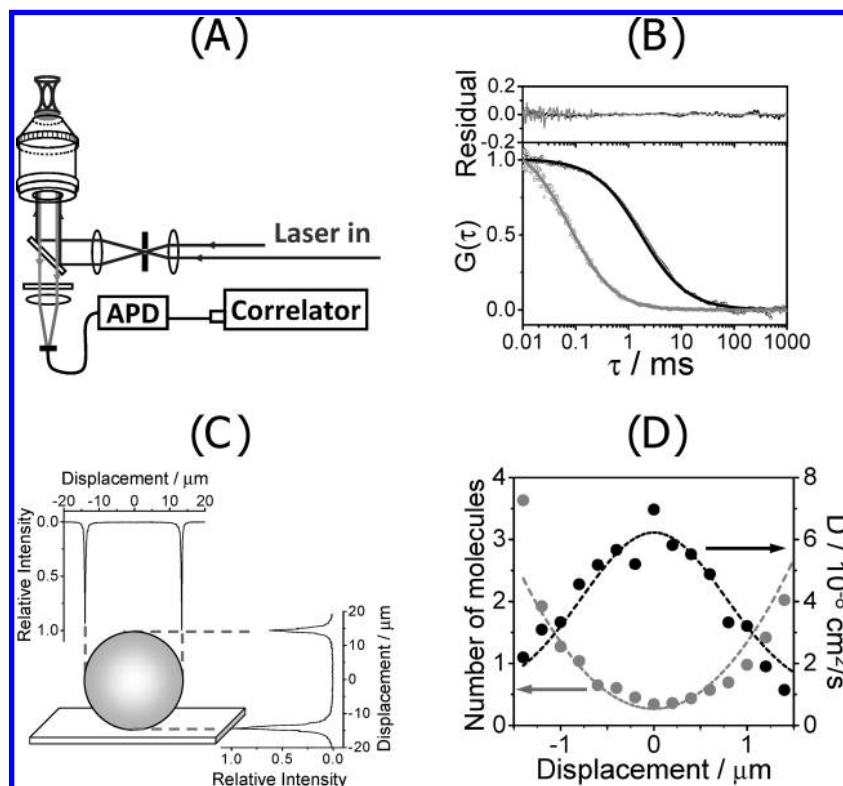 (A)
Laser in
APD
Correlator
(B)
Residual
0.2
0.0
-0.2
G(τ)
1.0
0.5
0.0
0.01 0.1 1 10 100 1000
τ / ms
(C)
Displacement / μm
-20 -10 0 10 20
Relative Intensity
0.0
0.5
1.0
20
10
0
-10
-20
Displacement / μm
1.0 0.5 0.0
Relative Intensity
(D)
Number of molecules
4
3
2
1
0
8
6
4
2
0
D / 10⁻⁸ cm²/s
-1 0 1
Displacement / μm